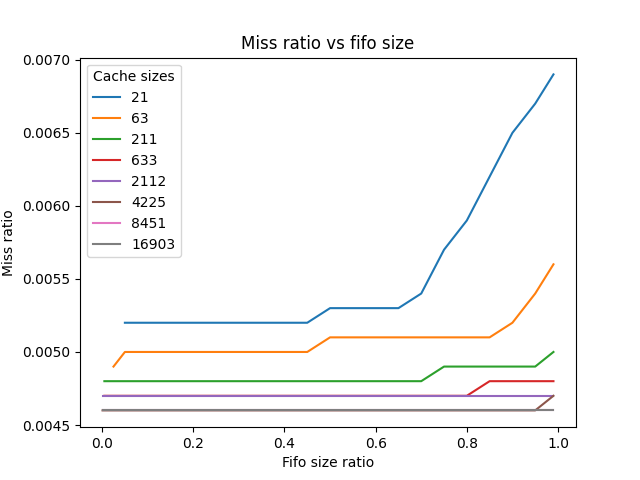 Miss ratio vs fifo size
0.0070
0.0065
0.0060
0.0055
0.0050
0.0045
Miss ratio
Cache sizes
21
63
211
633
2112
4225
8451
16903
0.0 0.2 0.4 0.6 0.8 1.0
Fifo size ratio